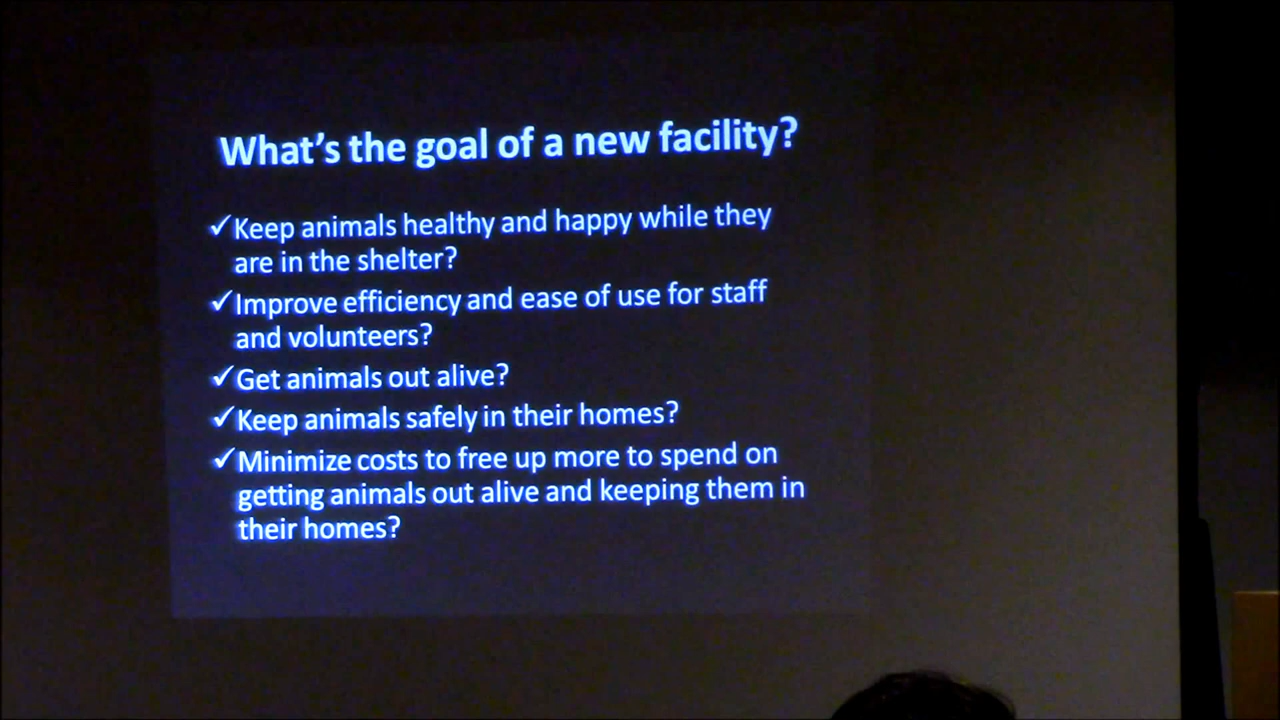 What's the goal of a new facility?
✓Keep animals healthy and happy while they
are in the shelter?
✓Improve efficiency and ease of use for staff
and volunteers?
✓Get animals out alive?
✓Keep animals safely in their homes?
✓Minimize costs to free up more to spend on
getting animals out alive and keeping them in
their homes?